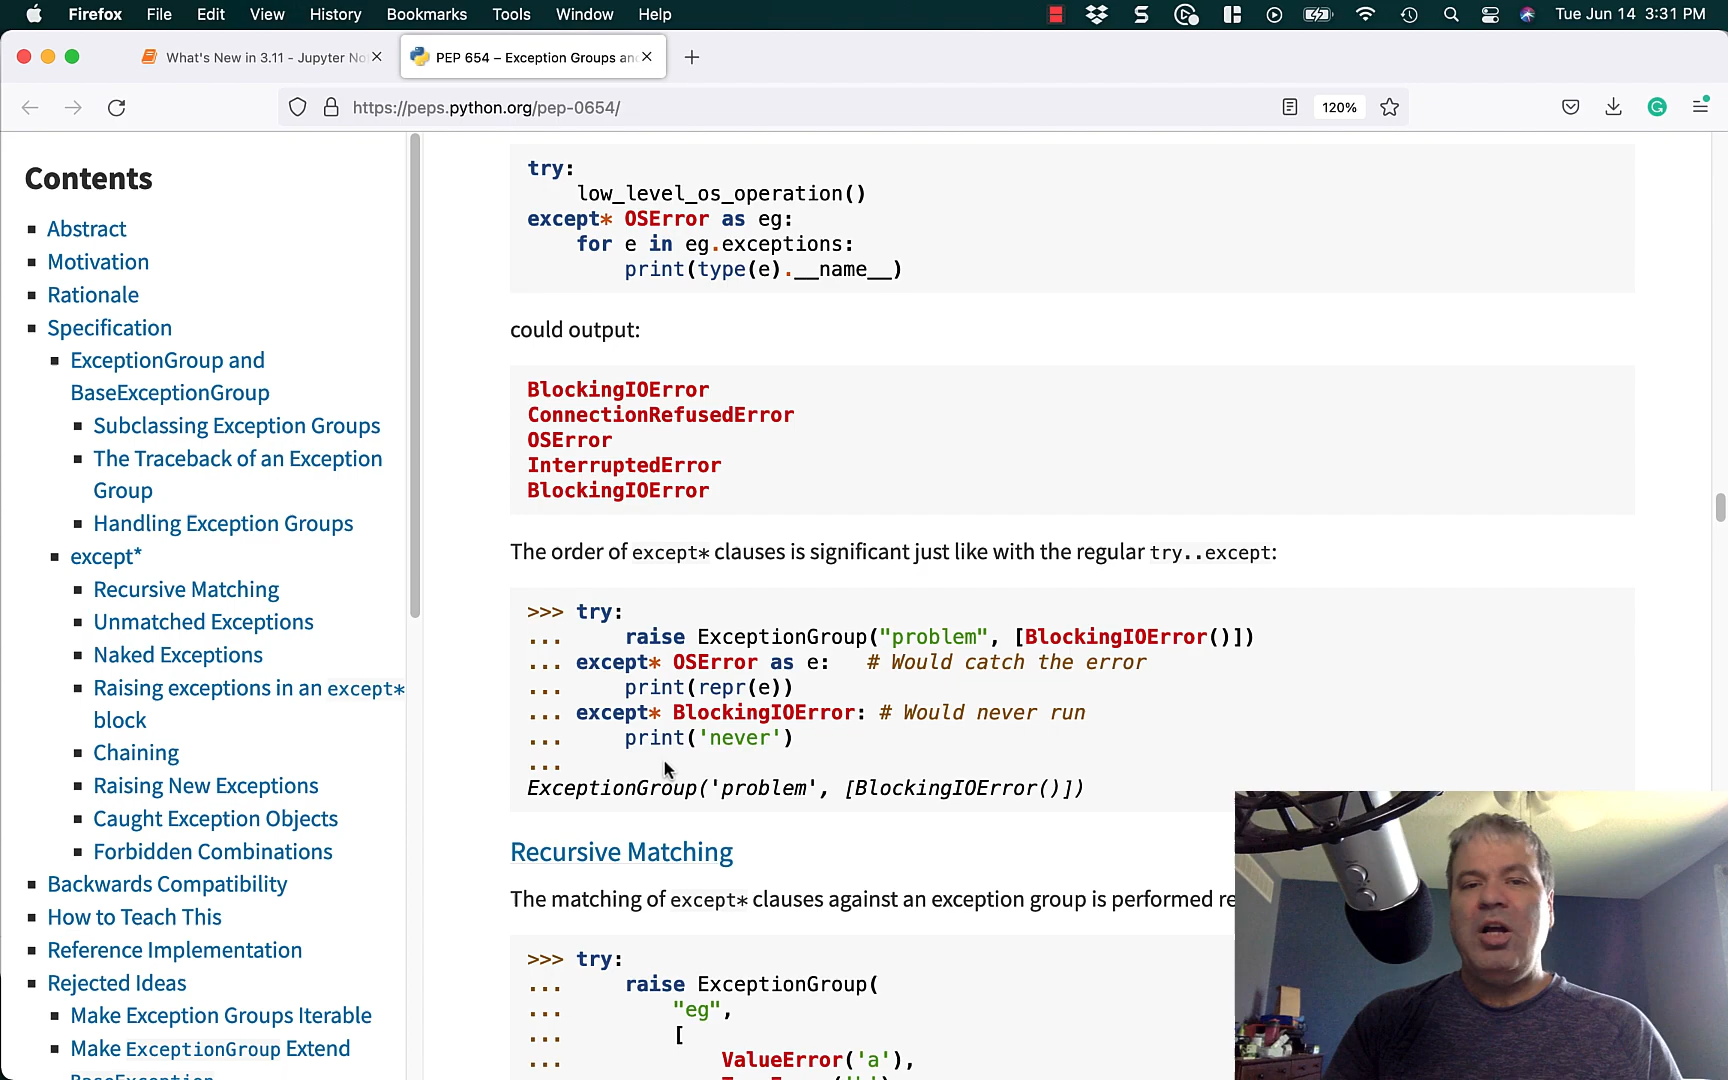 Firefox File Edit View History Bookmarks Tools Window Help Tue Jun 14 3:31 PM
What's New in 3.11 - Jupyter No
PEP 654 – Exception Groups an
https://peps.python.org/pep-0654/ 120%
Contents
Abstract
Motivation
Rationale
Specification
ExceptionGroup and
BaseExceptionGroup
Subclassing Exception Groups
The Traceback of an Exception
Group
Handling Exception Groups
except*
Recursive Matching
Unmatched Exceptions
Naked Exceptions
Raising exceptions in an except*
block
Chaining
Raising New Exceptions
Caught Exception Objects
Forbidden Combinations
Backwards Compatibility
How to Teach This
Reference Implementation
Rejected Ideas
Make Exception Groups Iterable
Make ExceptionGroup Extend
BaseException
try:
low_level_os_operation()
except* OSError as eg:
for e in eg.exceptions:
print(type(e).__name__)
could output:
BlockingIOError
ConnectionRefusedError
OSError
InterruptedError
BlockingIOError
The order of except* clauses is significant just like with the regular try..except:
>>> try:
... raise ExceptionGroup("problem", [BlockingIOError()])
... except* OSError as e: # Would catch the error
... print(repr(e))
... except* BlockingIOError: # Would never run
... print('never')
...
ExceptionGroup('problem', [BlockingIOError()])
Recursive Matching
The matching of except* clauses against an exception group is performed re
>>> try:
... raise ExceptionGroup(
... "eg",
... [
... ValueError('a'),